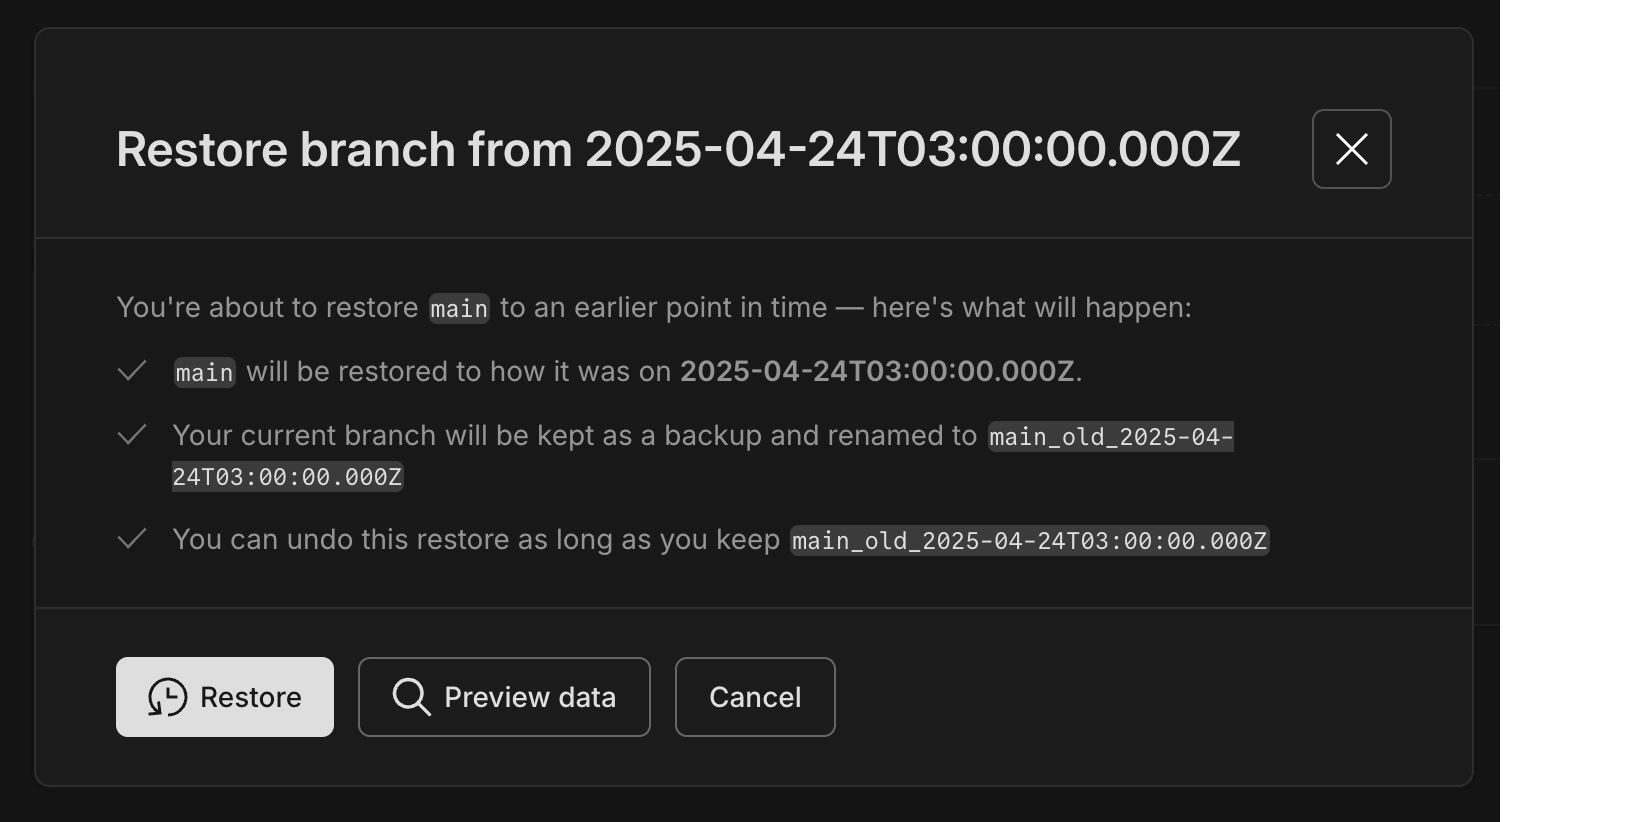 Restore branch from 2025-04-24T03:00:00.000Z
You're about to restore main to an earlier point in time — here's what will happen:
main will be restored to how it was on 2025-04-24T03:00:00.000Z.
Your current branch will be kept as a backup and renamed to main_old_2025-04-
24T03:00:00.000Z
You can undo this restore as long as you keep main_old_2025-04-24T03:00:00.000Z
Restore
Preview data
Cancel